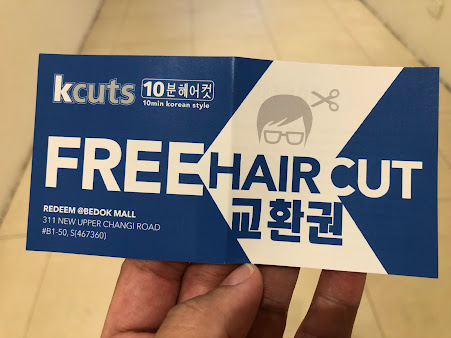 kcuts 10분헤어컷
10min korean style
FREE HAIR CUT
교환권
REDEEM @BEDOK MALL
311 NEW UPPER CHANGI ROAD
#B1-50, S(467360)